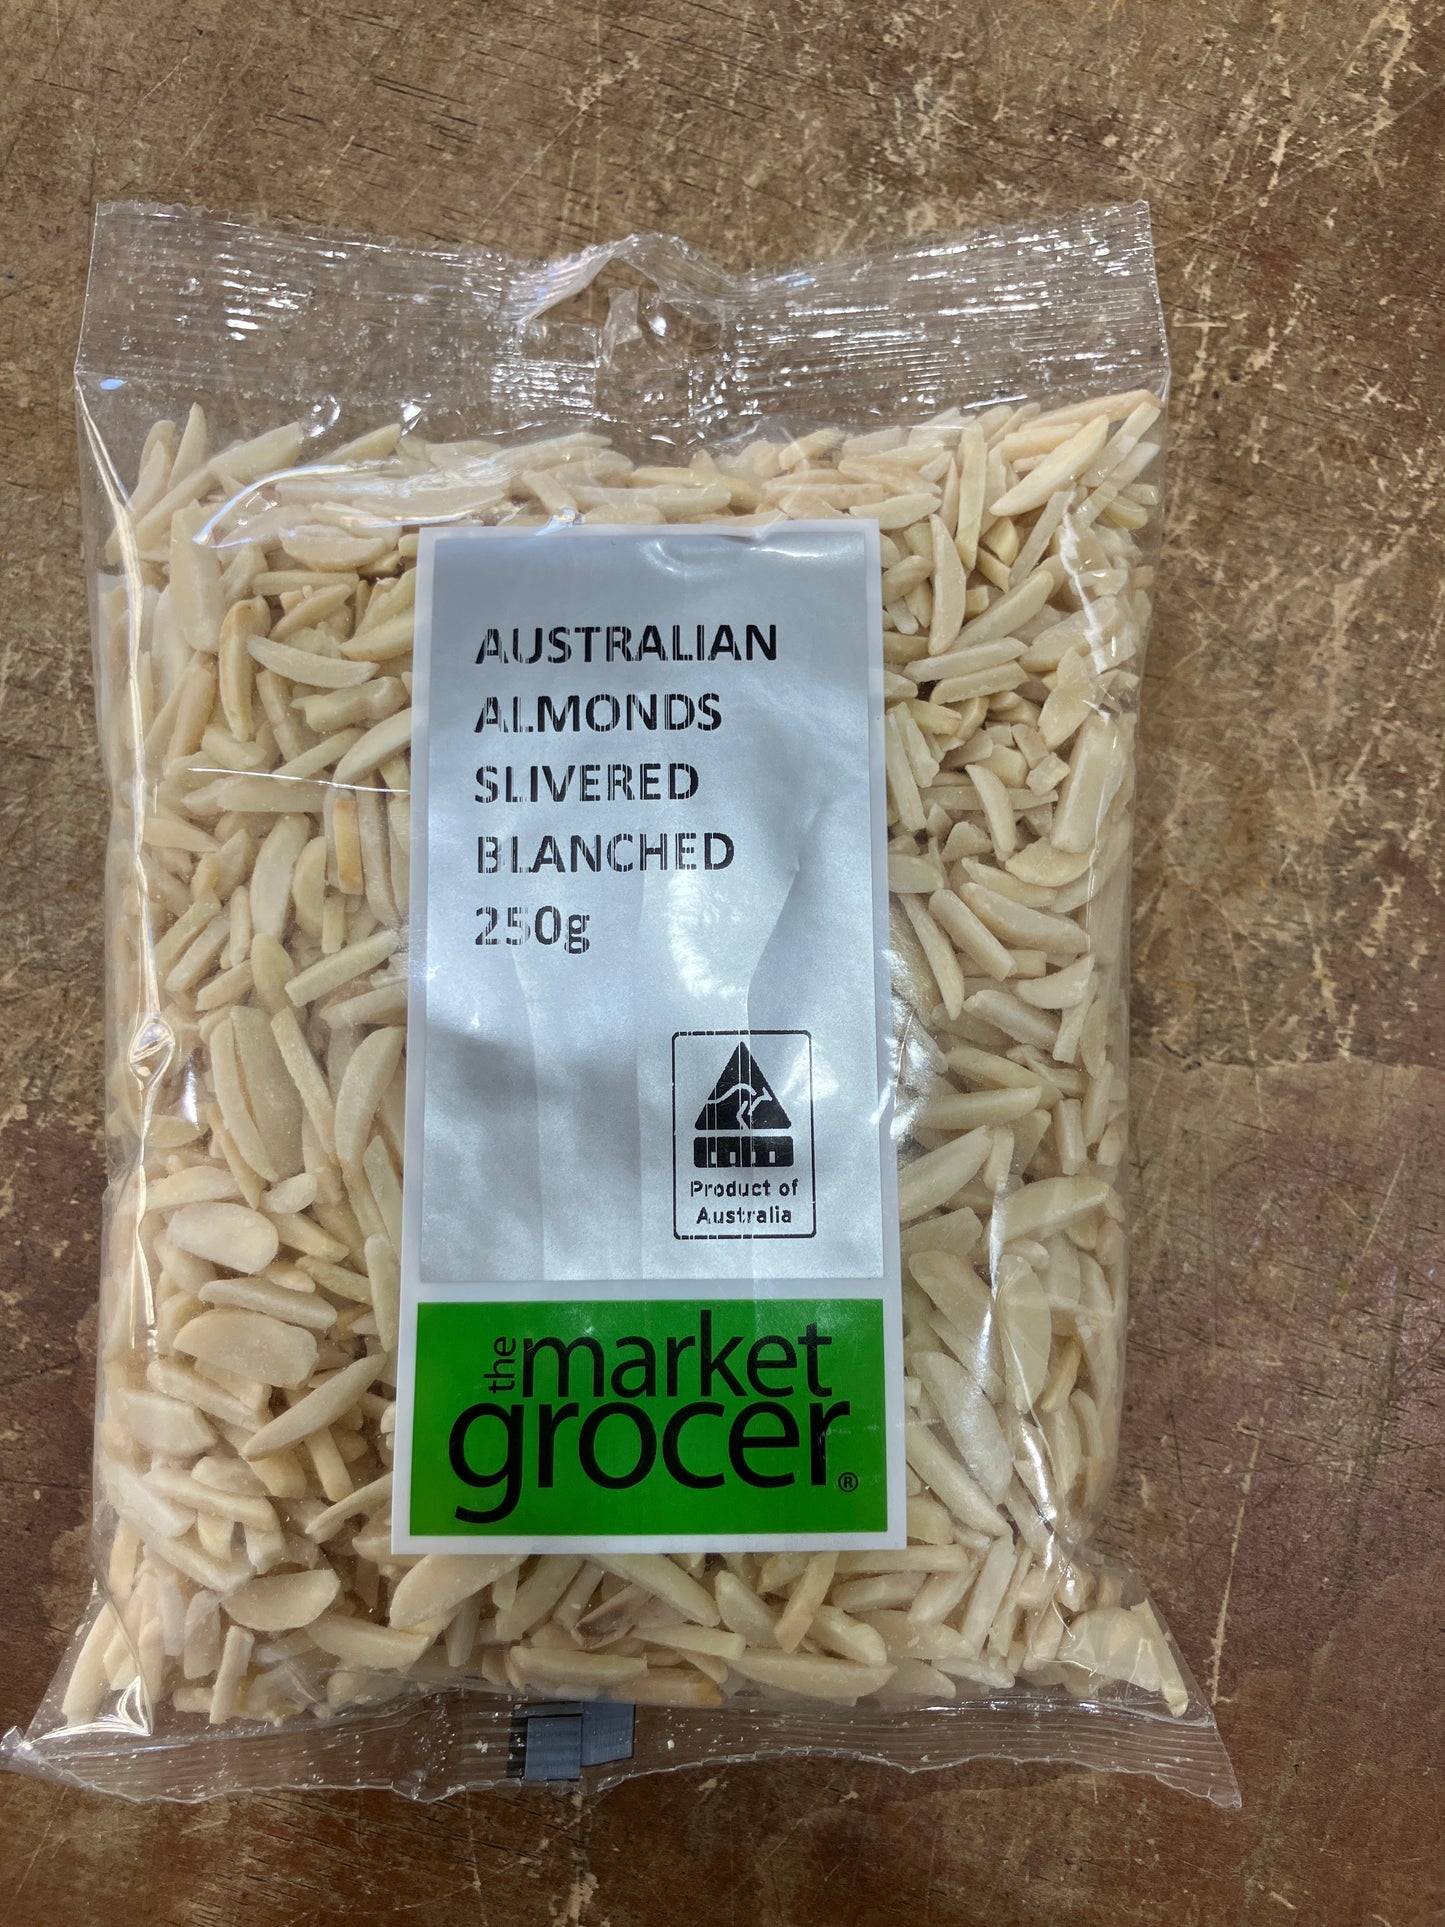 AUSTRALIAN
ALMONDS
SLIVERED
BLANCHED
250g
Product of
Australia
the market
grocer®